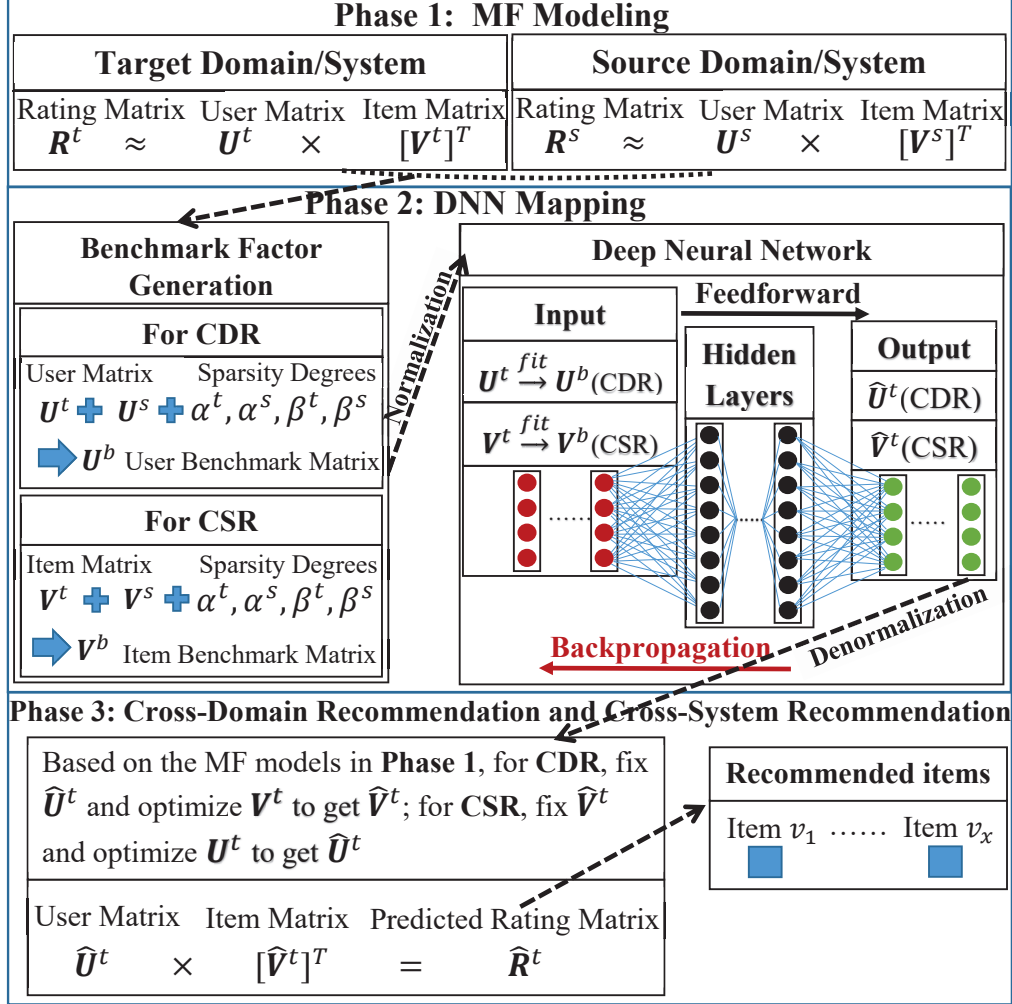 Phase 1: MF Modeling
Target Domain/System
Rating Matrix User Matrix Item Matrix
R^t ≈ U^t × [V^t]^T
Source Domain/System
Rating Matrix User Matrix Item Matrix
R^s ≈ U^s × [V^s]^T
Phase 2: DNN Mapping
Benchmark Factor
Generation
For CDR
User Matrix Sparsity Degrees
U^t + U^s + α^t, α^s, β^t, β^s
U^b User Benchmark Matrix
For CSR
Item Matrix Sparsity Degrees
V^t + V^s + α^t, α^s, β^t, β^s
V^b Item Benchmark Matrix
Normalization
Deep Neural Network
Feedforward
Input
U^t →^fit U^b(CDR)
V^t →^fit V^b(CSR)
......
Hidden
Layers
.....
Output
Û^t(CDR)
V̂^t(CSR)
.....
Backpropagation
Denormalization
Phase 3: Cross-Domain Recommendation and Cross-System Recommendation
Based on the MF models in Phase 1, for CDR, fix
Û^t and optimize V^t to get V̂^t; for CSR, fix V̂^t
and optimize U^t to get Û^t
User Matrix Item Matrix Predicted Rating Matrix
Û^t × [V̂^t]^T = R̂^t
Recommended items
Item v_1 ...... Item v_x